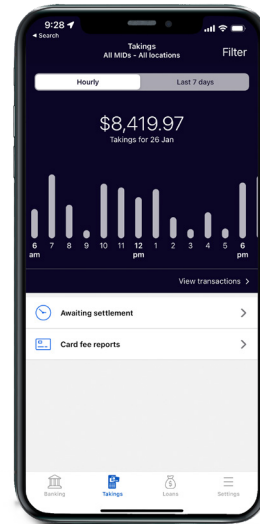 9:28
Search
Takings
All MIDs - All locations
Filter
Hourly
Last 7 days
$8,419.97
Takings for 26 Jan
6 7 8 9 10 11 12 1 2 3 4 5 6
am pm pm
View transactions
Awaiting settlement
Card fee reports
Banking
Takings
Loans
Settings